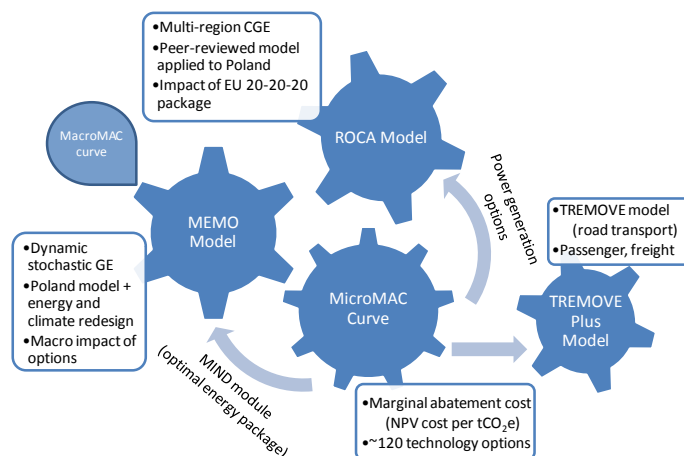 • Multi-region CGE
• Peer-reviewed model
applied to Poland
• Impact of EU 20-20-20
package
MacroMAC
curve
ROCA Model
MEMO
Model
Power generation
options
• TREMOVE model
(road transport)
• Passenger, freight
• Dynamic
stochastic GE
• Poland model +
energy and
climate redesign
• Macro impact of
options
MicroMAC
Curve
TREMOVE
Plus
Model
MIND module
(optimal energy package)
• Marginal abatement cost
(NPV cost per tCO₂e)
• ~120 technology options